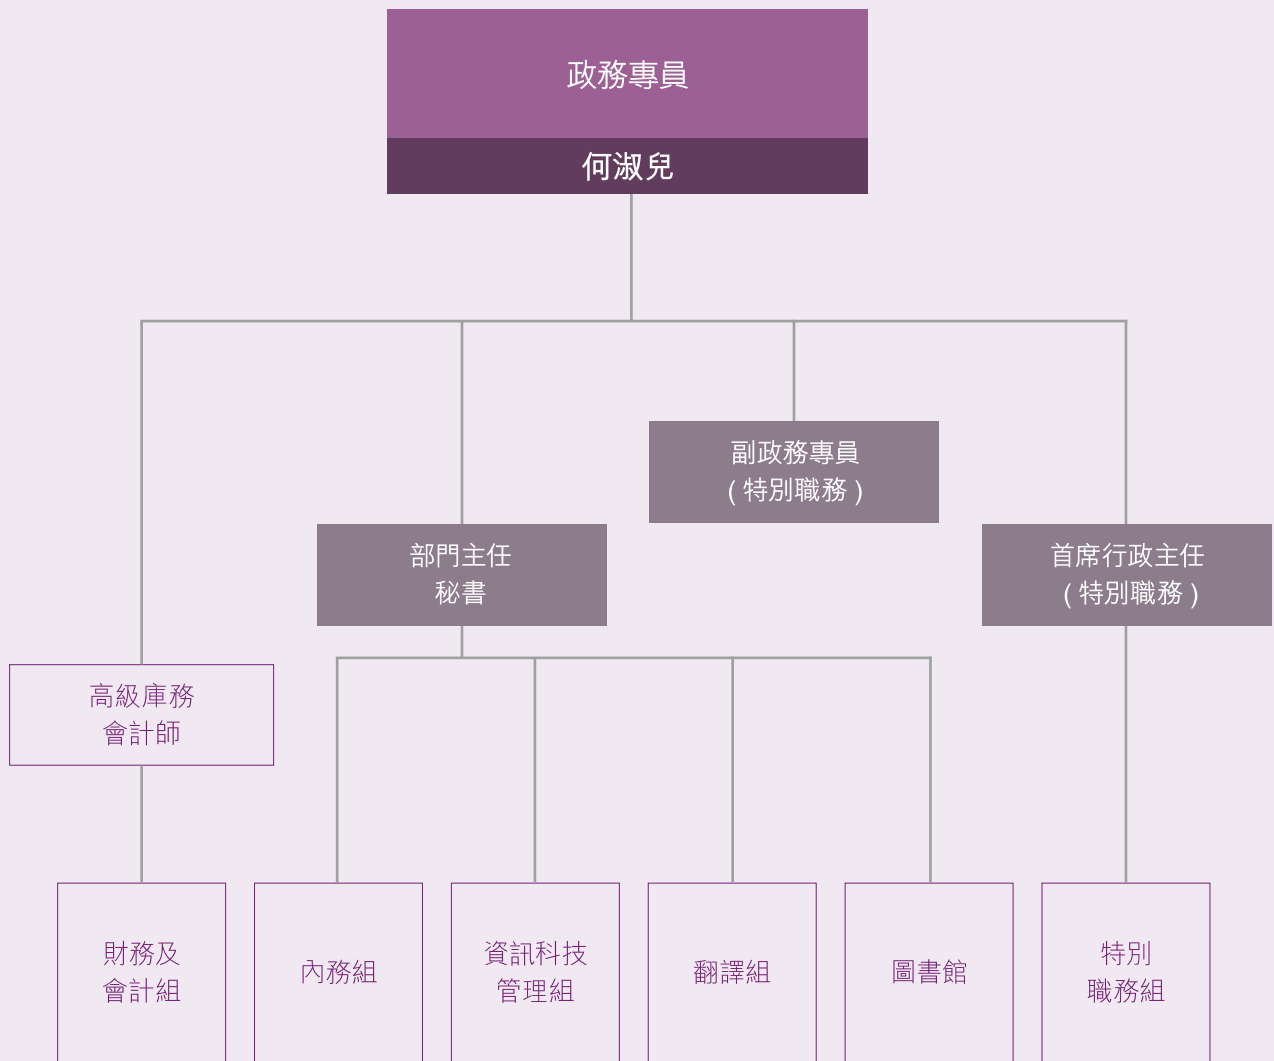 政務專員
何淑兒
副政務專員
( 特別職務 )
部門主任
秘書
首席行政主任
( 特別職務 )
高級庫務
會計師
財務及
會計組
內務組
資訊科技
管理組
翻譯組
圖書館
特別
職務組